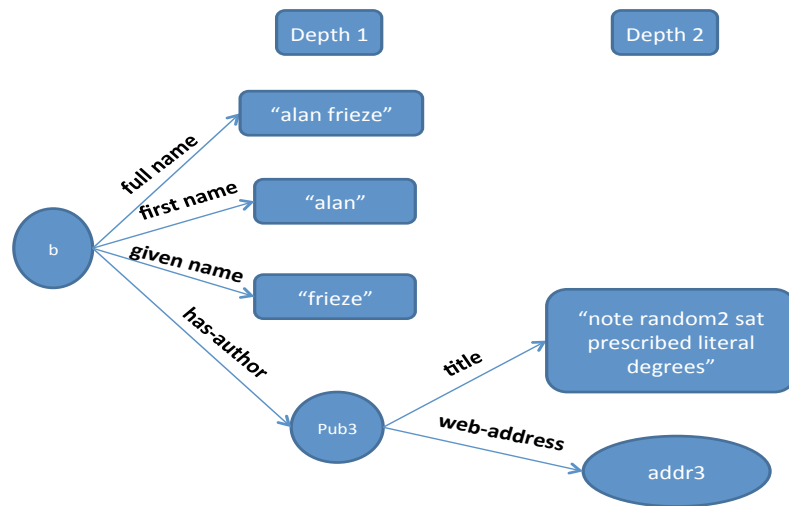 Depth 1
Depth 2
“alan frieze”
full name
first name
“alan”
b
given name
“frieze”
has-author
“note random2 sat
prescribed literal
degrees”
title
Pub3
web-address
addr3